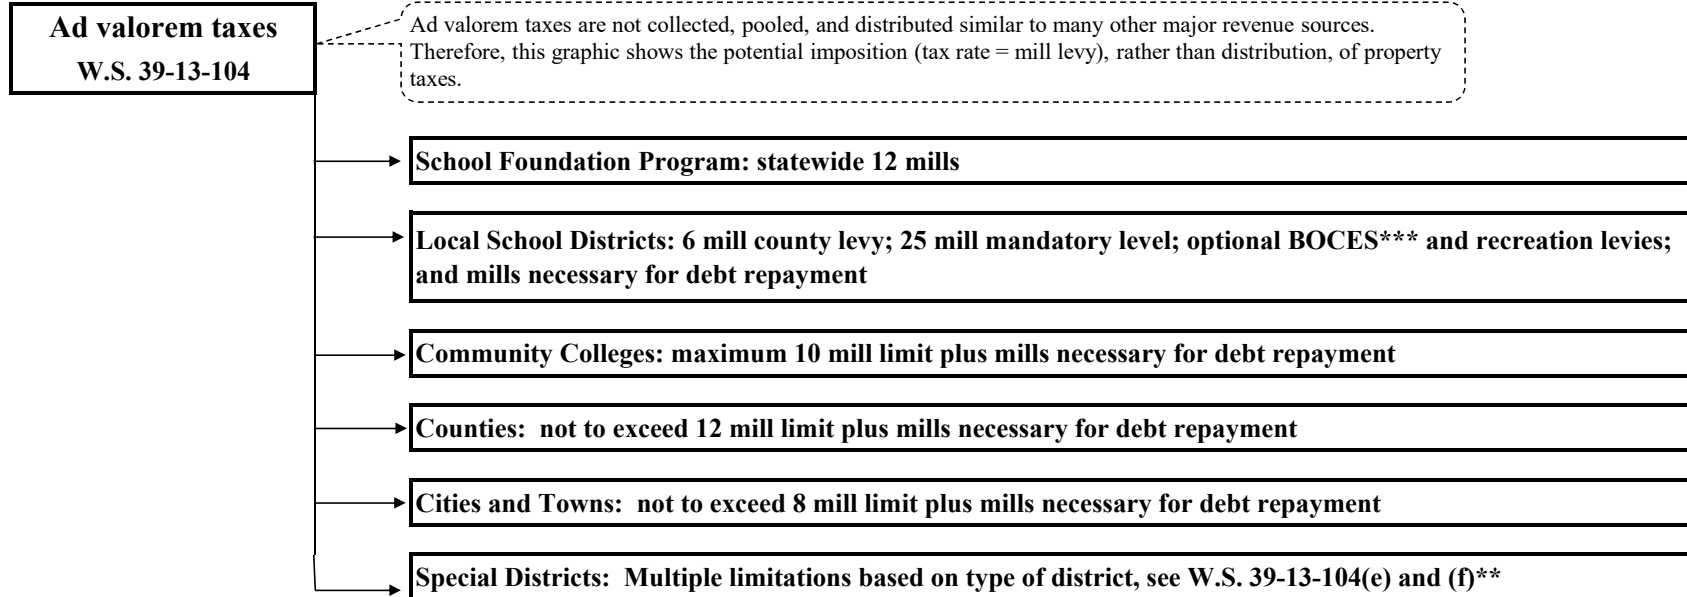 Ad valorem taxes
W.S. 39-13-104
Ad valorem taxes are not collected, pooled, and distributed similar to many other major revenue sources.
Therefore, this graphic shows the potential imposition (tax rate = mill levy), rather than distribution, of property
taxes.
School Foundation Program: statewide 12 mills
Local School Districts: 6 mill county levy; 25 mill mandatory level; optional BOCES*** and recreation levies;
and mills necessary for debt repayment
Community Colleges: maximum 10 mill limit plus mills necessary for debt repayment
Counties:  not to exceed 12 mill limit plus mills necessary for debt repayment
Cities and Towns:  not to exceed 8 mill limit plus mills necessary for debt repayment
Special Districts:  Multiple limitations based on type of district, see W.S. 39-13-104(e) and (f)**